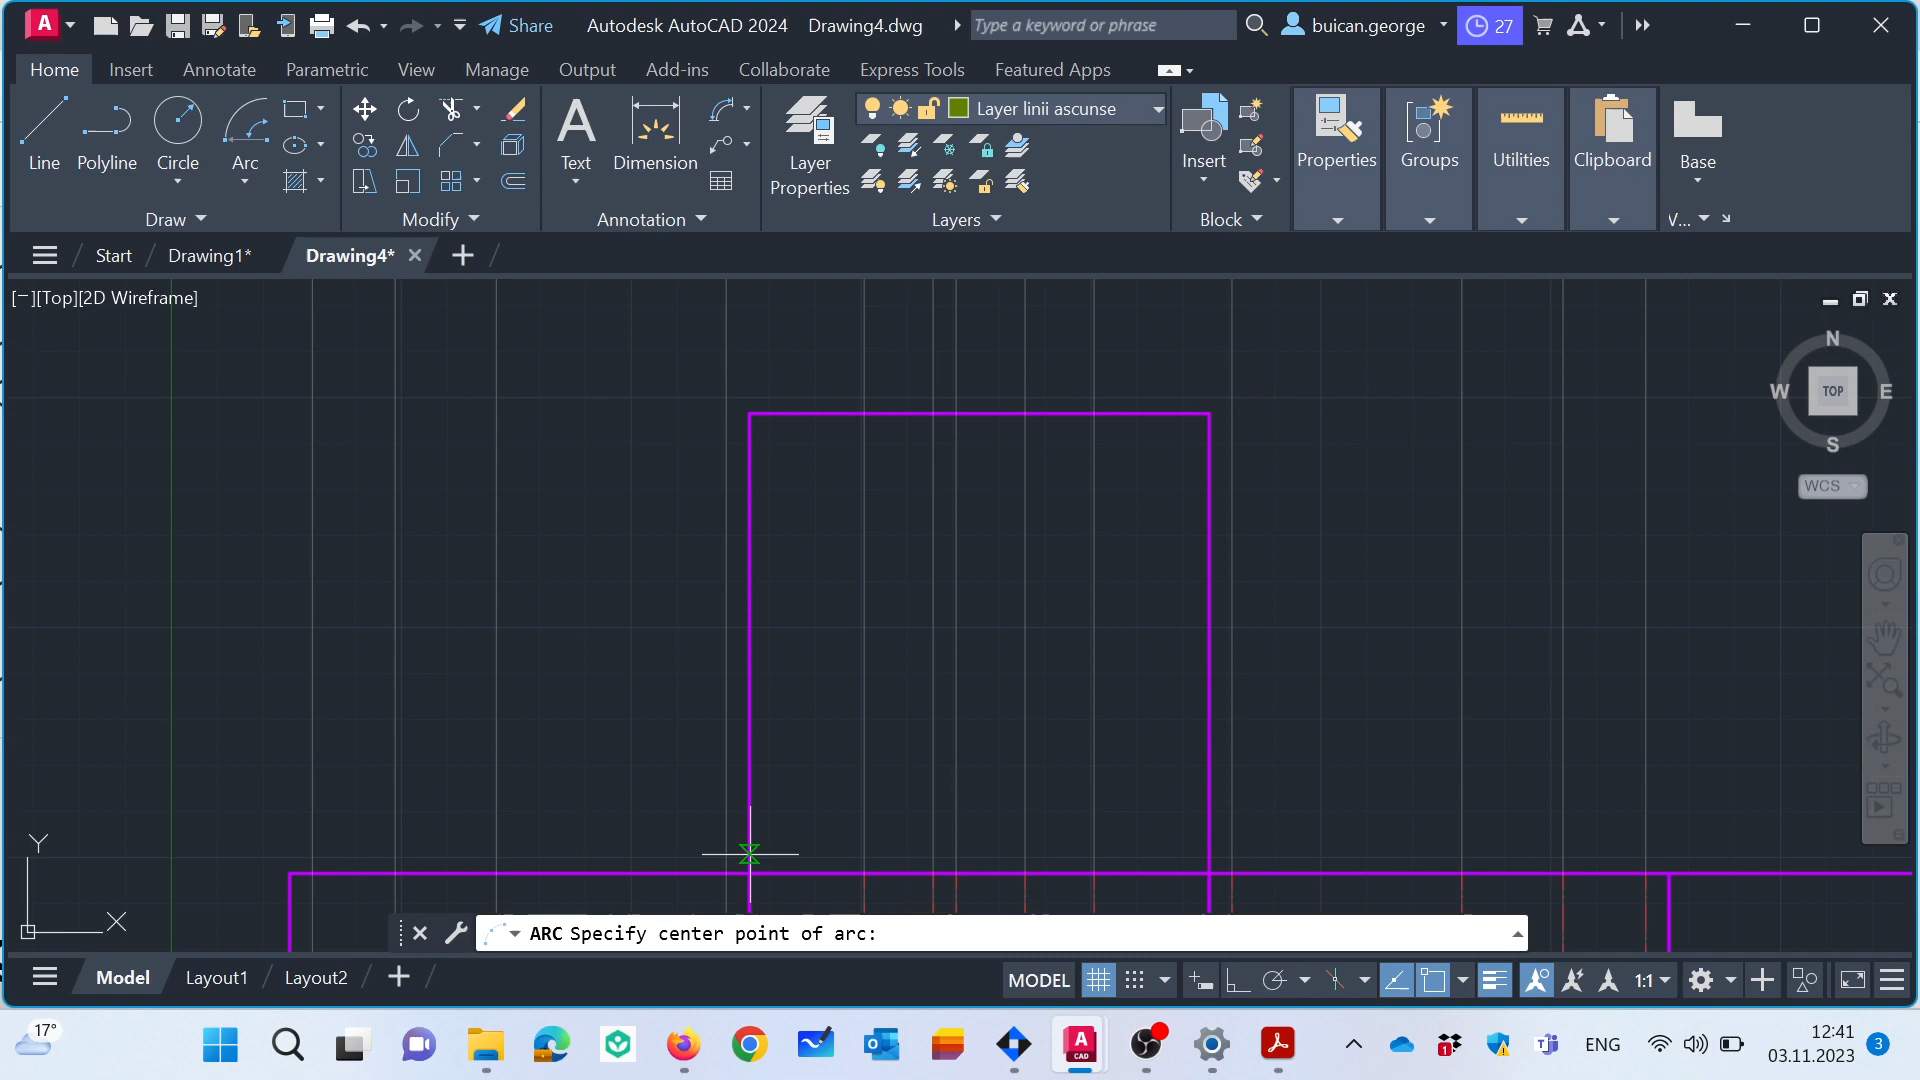 A Share Autodesk AutoCAD 2024 Drawing4.dwg Type a keyword or phrase buican.george 27
Home Insert Annotate Parametric View Manage Output Add-ins Collaborate Express Tools Featured Apps
Line Polyline Circle Arc
Text Dimension
Layer Properties
Layer linii ascunse
Insert
Properties Groups Utilities Clipboard Base
Draw Modify Annotation Layers Block V...
Start Drawing1* Drawing4*
[−][Top][2D Wireframe]
N
W TOP E
S
WCS
Y
X
ARC Specify center point of arc:
Model Layout1 Layout2 MODEL 1:1
17°
A CAD
1
ENG
12:41
03.11.2023
3